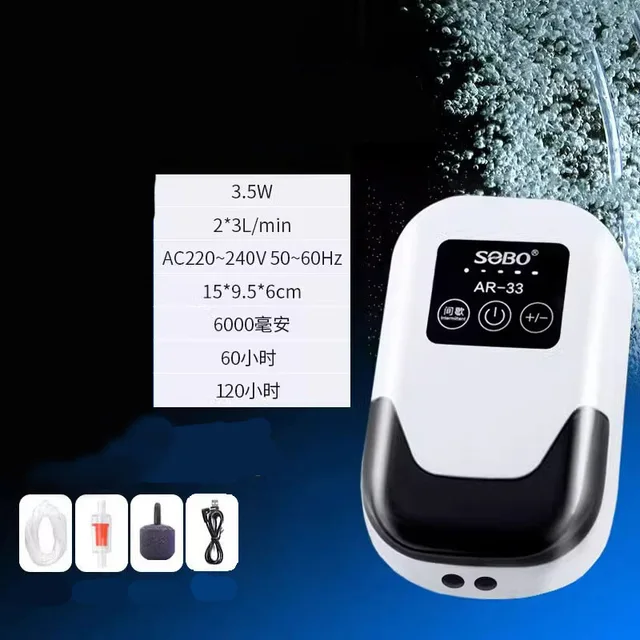 3.5W
2*3L/min
AC220~240V 50~60Hz
15*9.5*6cm
6000毫安
60小时
120小时
SOBO®
AR-33
间歇
Intermittent
+/−